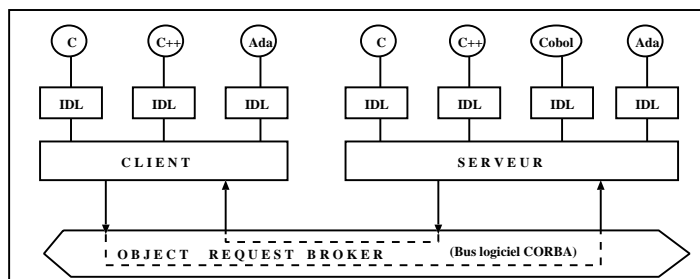 C C++ Ada C C++ Cobol Ada
IDL IDL IDL IDL IDL IDL IDL
CLIENT SERVEUR
OBJECT REQUEST BROKER (Bus logiciel CORBA)